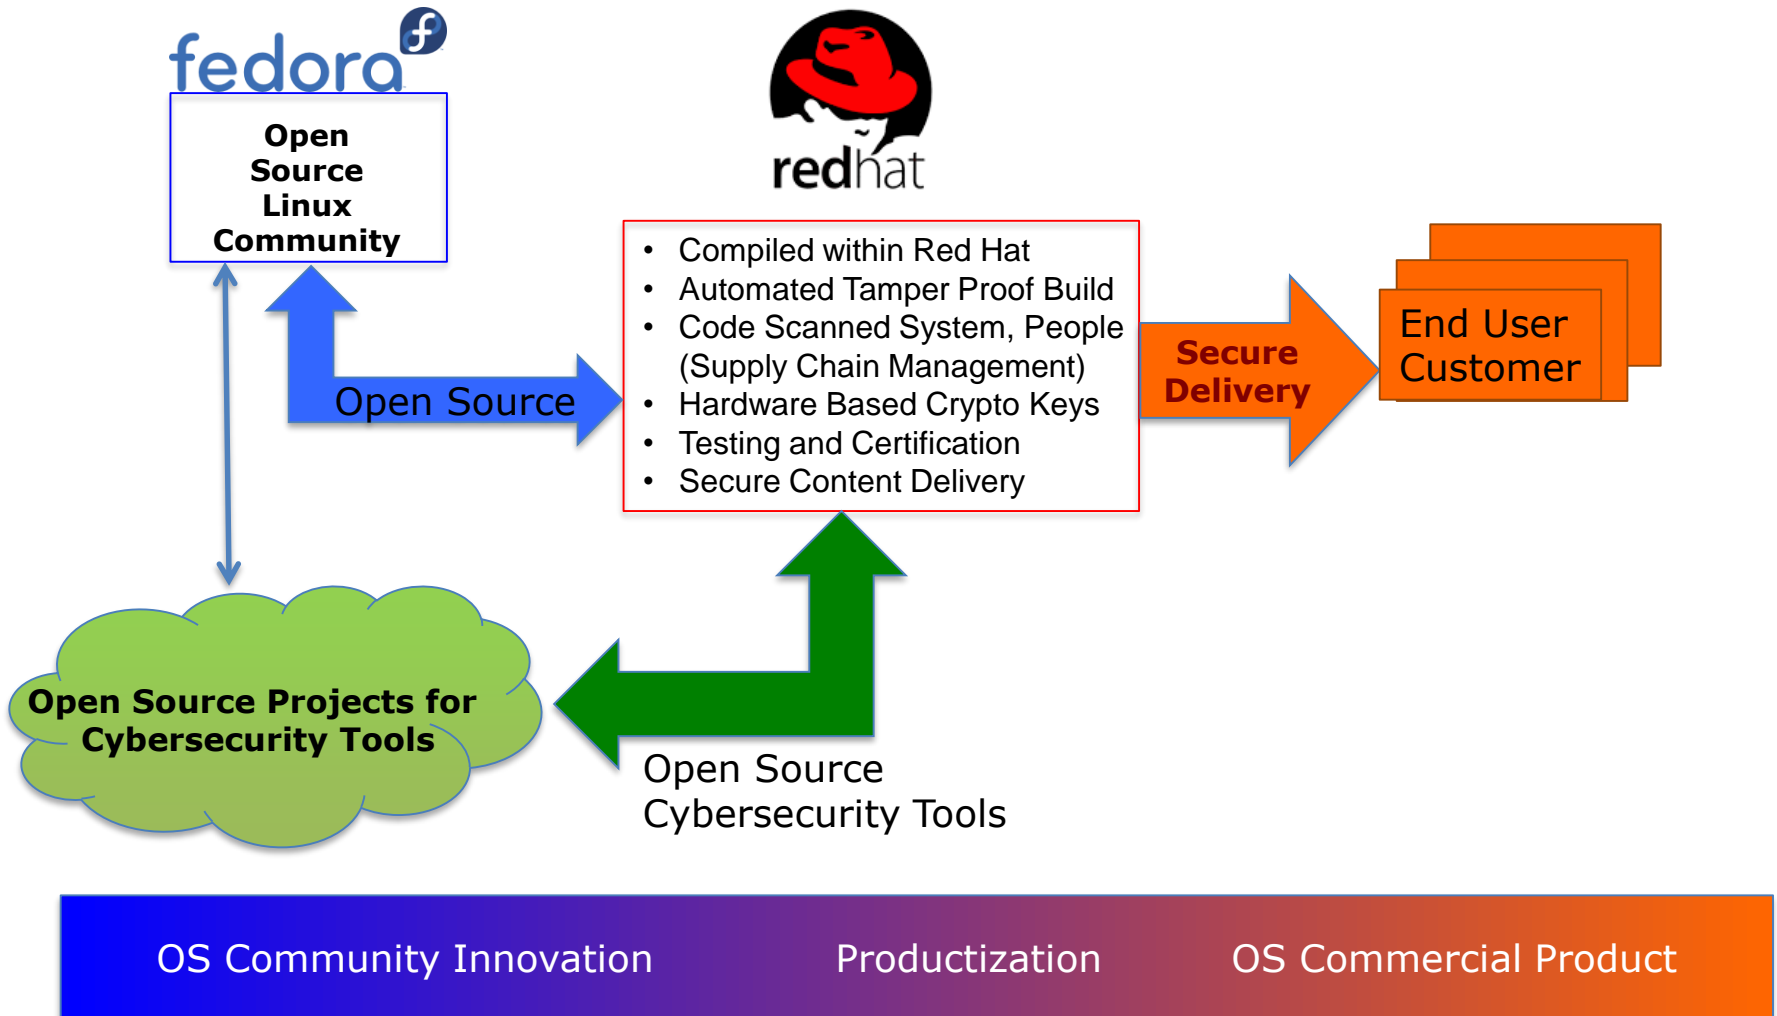 fedora
Open
Source
Linux
Community
redhat
• Compiled within Red Hat
• Automated Tamper Proof Build
• Code Scanned System, People
(Supply Chain Management)
• Hardware Based Crypto Keys
• Testing and Certification
• Secure Content Delivery
Open Source
Secure
Delivery
End User
Customer
Open Source Projects for
Cybersecurity Tools
Open Source
Cybersecurity Tools
OS Community Innovation
Productization
OS Commercial Product